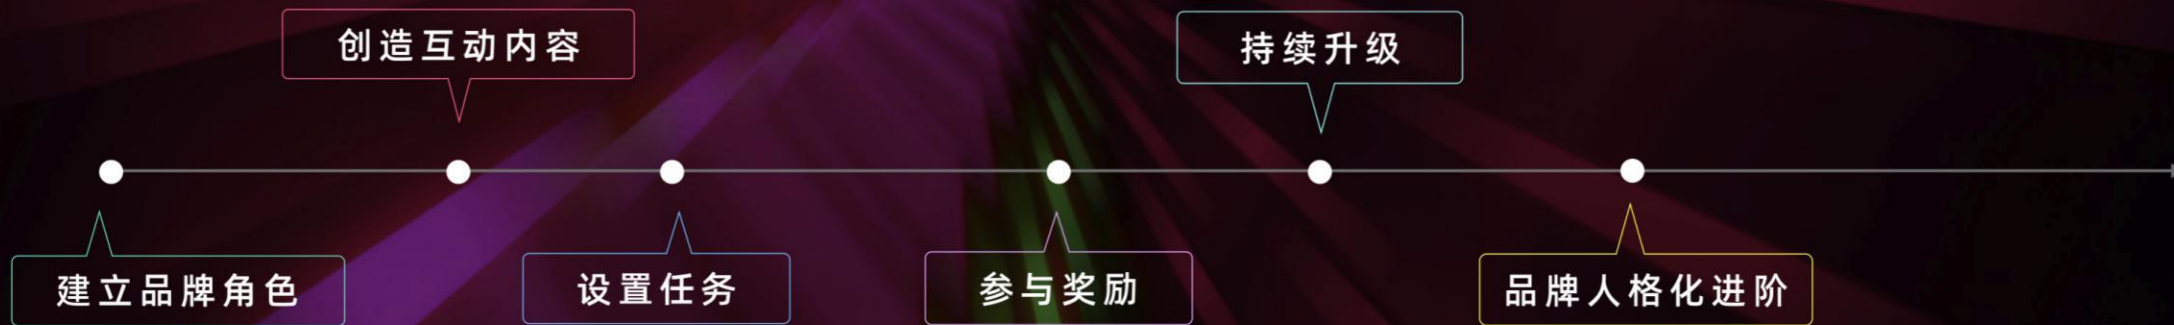 创造互动内容
持续升级
建立品牌角色
设置任务
参与奖励
品牌人格化进阶